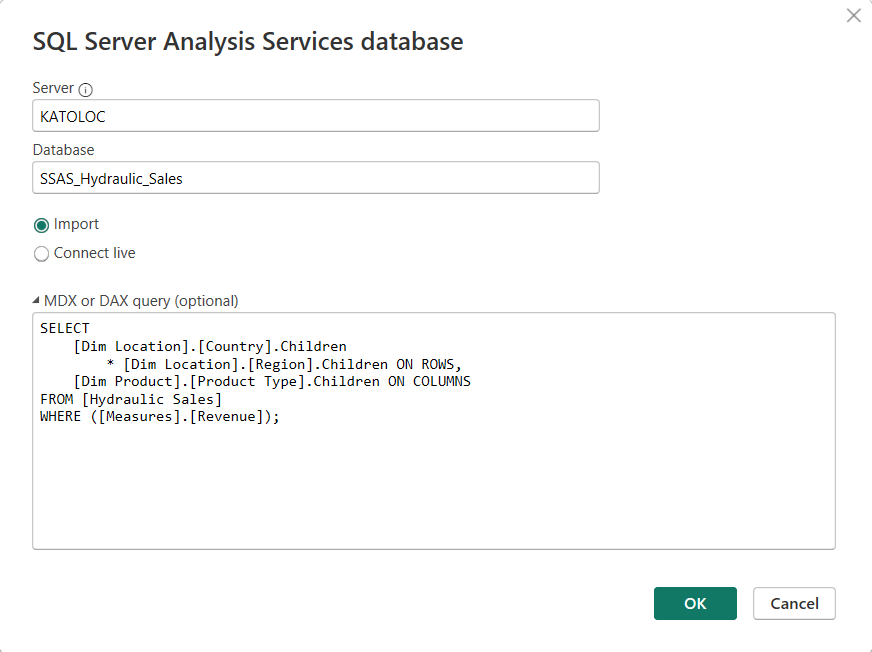 SQL Server Analysis Services database
Server
KATOLOC
Database
SSAS_Hydraulic_Sales
Import
Connect live
MDX or DAX query (optional)
SELECT
    [Dim Location].[Country].Children
        * [Dim Location].[Region].Children ON ROWS,
    [Dim Product].[Product Type].Children ON COLUMNS
FROM [Hydraulic Sales]
WHERE ([Measures].[Revenue]);
OK
Cancel